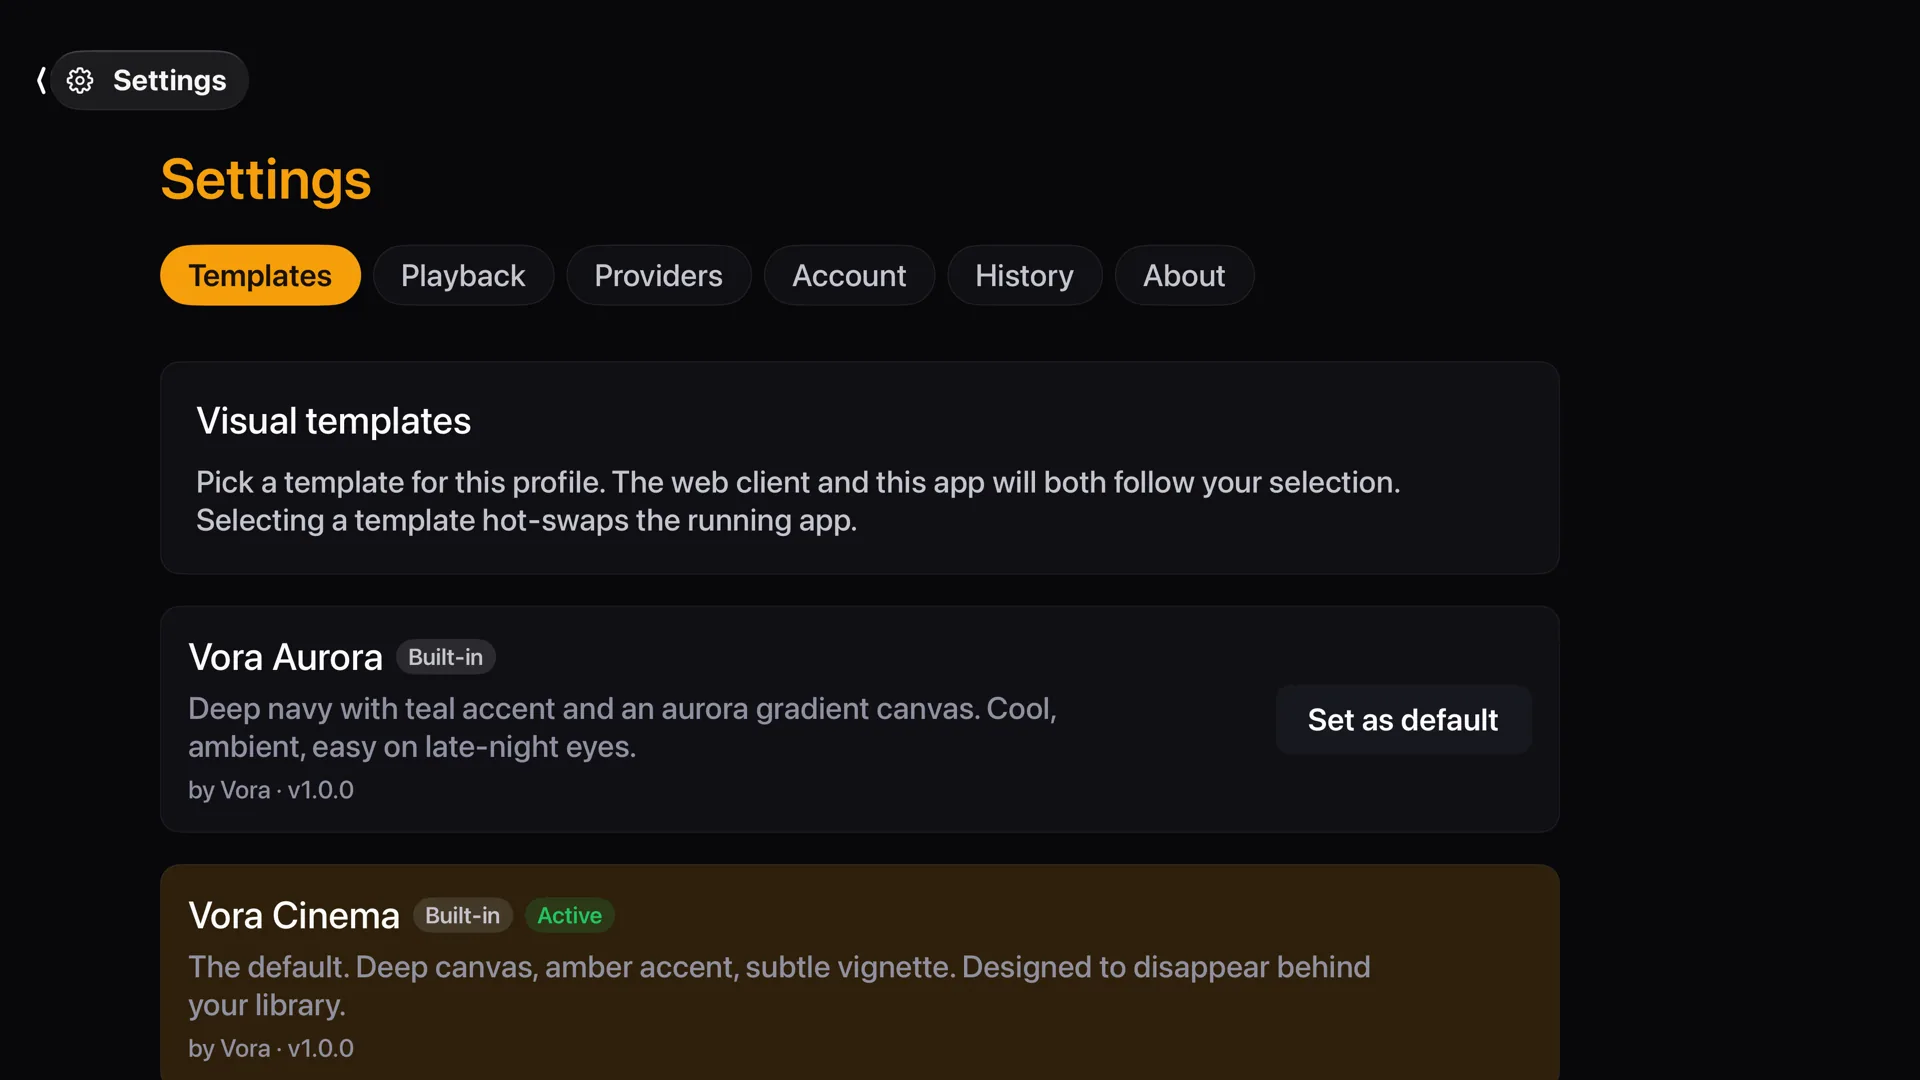 Settings
Settings
Templates
Playback
Providers
Account
History
About
Visual templates
Pick a template for this profile. The web client and this app will both follow your selection.
Selecting a template hot-swaps the running app.
Vora Aurora Built-in
Deep navy with teal accent and an aurora gradient canvas. Cool,
ambient, easy on late-night eyes.
by Vora · v1.0.0
Set as default
Vora Cinema Built-in Active
The default. Deep canvas, amber accent, subtle vignette. Designed to disappear behind
your library.
by Vora · v1.0.0